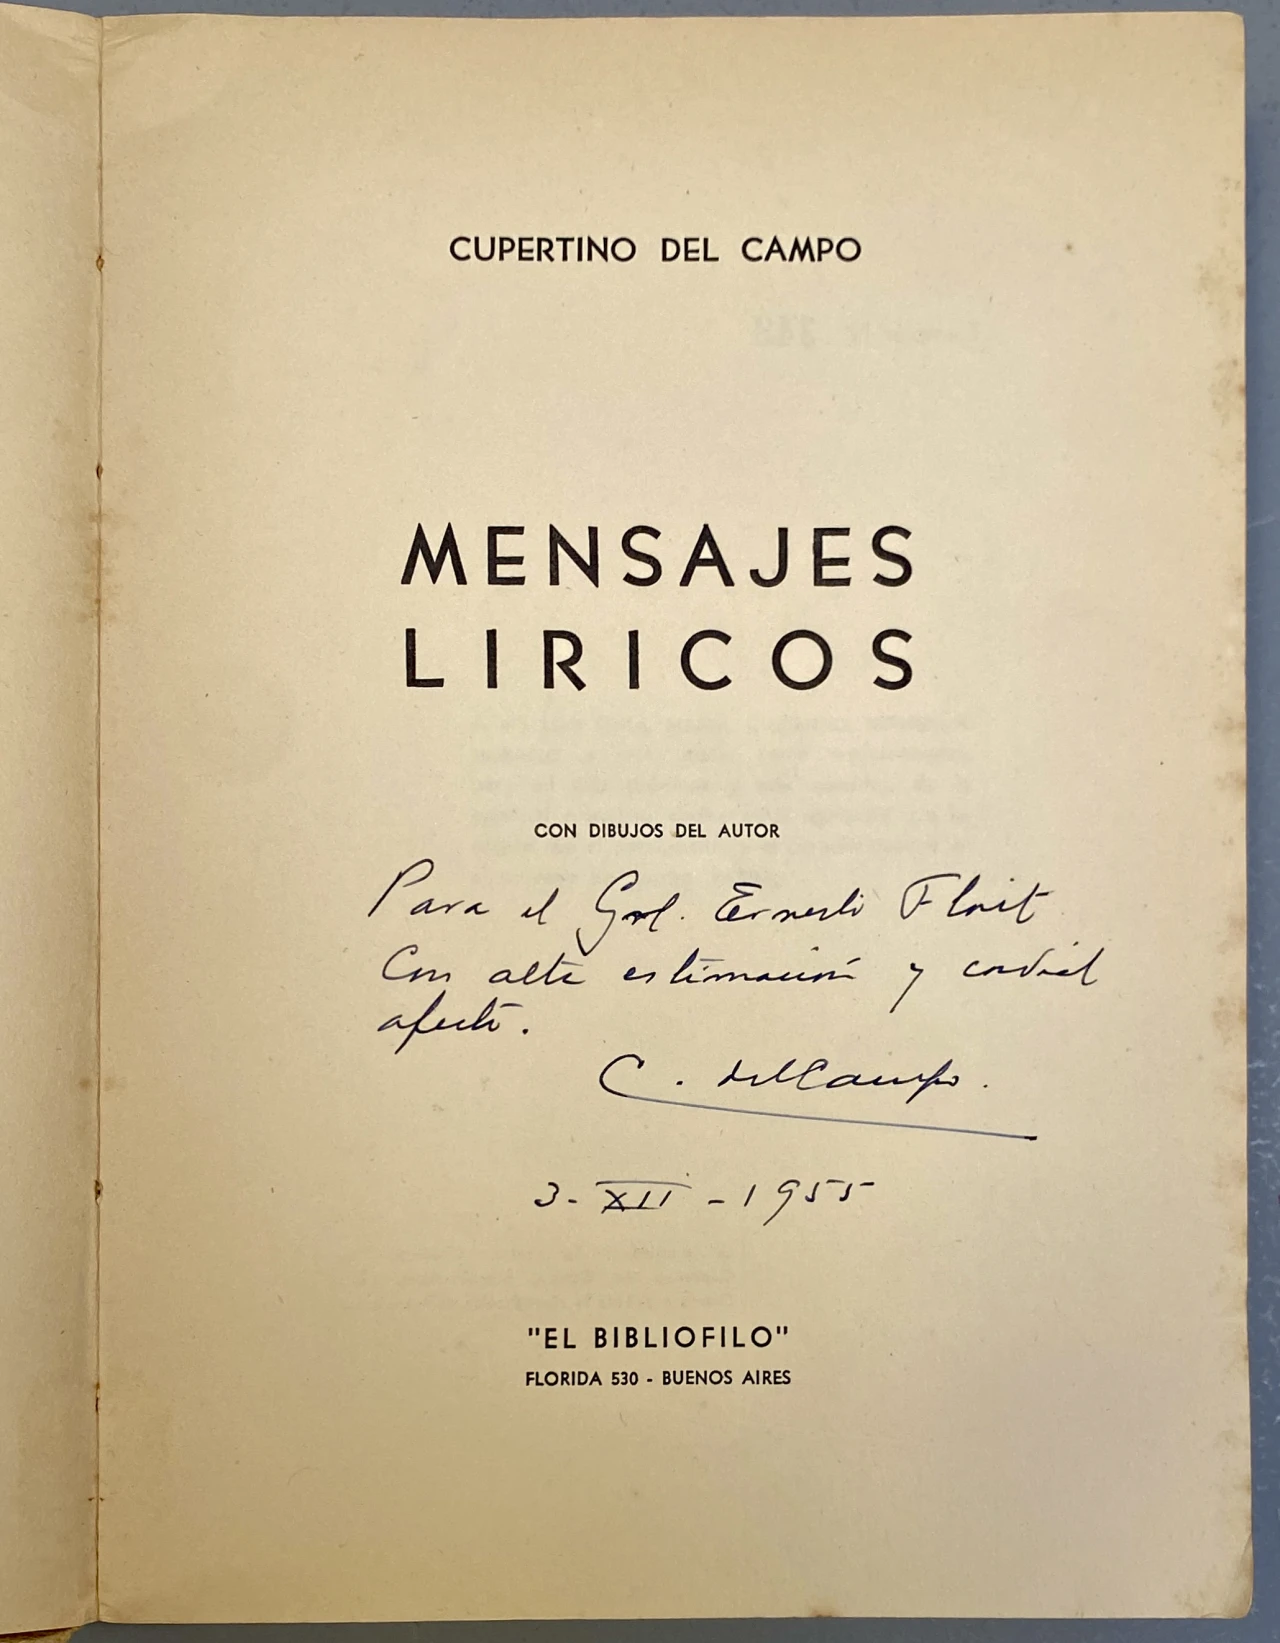 CUPERTINO DEL CAMPO
MENSAJES
LIRICOS
CON DIBUJOS DEL AUTOR
Para el Gral. Ernesto Florit
Con alta estimación y cordial
afecto.
C. del Campo.
3-XII-1955
"EL BIBLIOFILO"
FLORIDA 530 - BUENOS AIRES